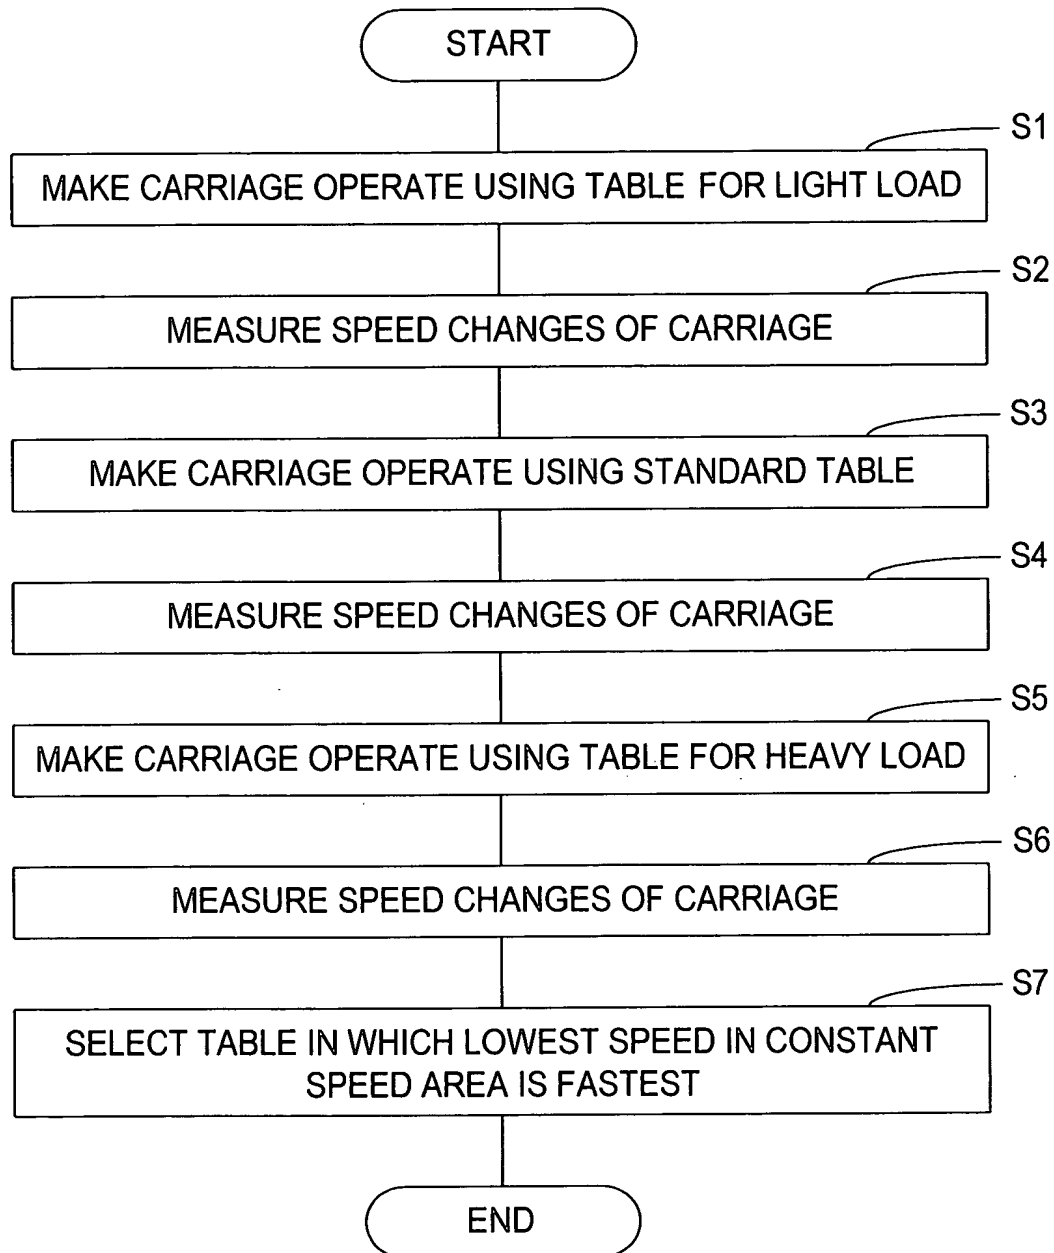 START
S1
MAKE CARRIAGE OPERATE USING TABLE FOR LIGHT LOAD
S2
MEASURE SPEED CHANGES OF CARRIAGE
S3
MAKE CARRIAGE OPERATE USING STANDARD TABLE
S4
MEASURE SPEED CHANGES OF CARRIAGE
S5
MAKE CARRIAGE OPERATE USING TABLE FOR HEAVY LOAD
S6
MEASURE SPEED CHANGES OF CARRIAGE
S7
SELECT TABLE IN WHICH LOWEST SPEED IN CONSTANT
SPEED AREA IS FASTEST
END